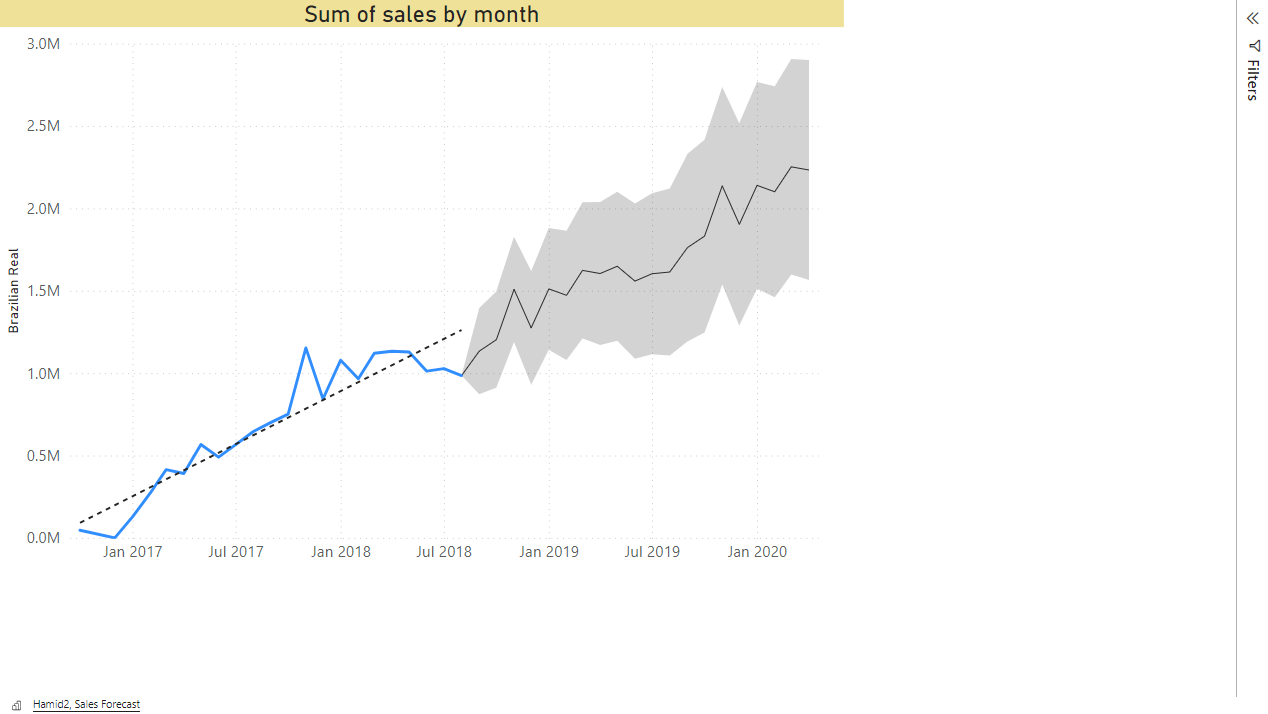 Sum of sales by month
Filters
Brazilian Real
3.0M
2.5M
2.0M
1.5M
1.0M
0.5M
0.0M
Jan 2017 Jul 2017 Jan 2018 Jul 2018 Jan 2019 Jul 2019 Jan 2020
Hamid2, Sales Forecast